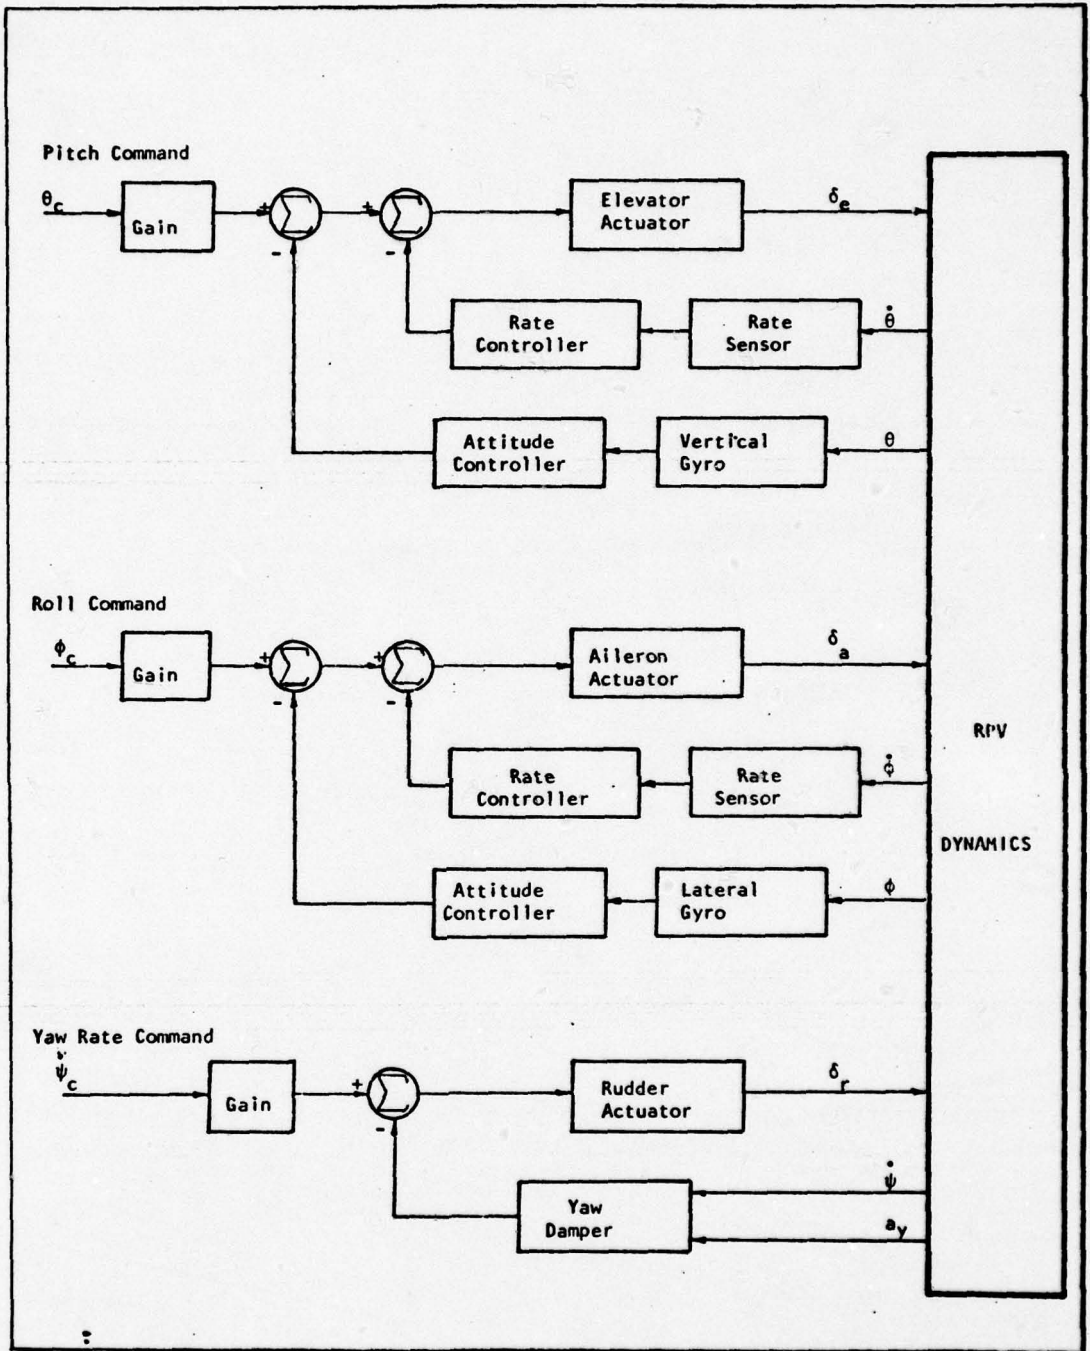 Pitch Command
θc
Gain
+
Σ
-
+
Σ
-
Elevator
Actuator
δe
Rate
Controller
Rate
Sensor
θ̇
Attitude
Controller
Vertical
Gyro
θ
Roll Command
ϕc
Gain
+
Σ
-
+
Σ
-
Aileron
Actuator
δa
RPV
Rate
Controller
Rate
Sensor
ϕ̇
DYNAMICS
Attitude
Controller
Lateral
Gyro
ϕ
Yaw Rate Command
ψ̇c
Gain
+
Σ
-
Rudder
Actuator
δr
ψ̇
Yaw
Damper
ay